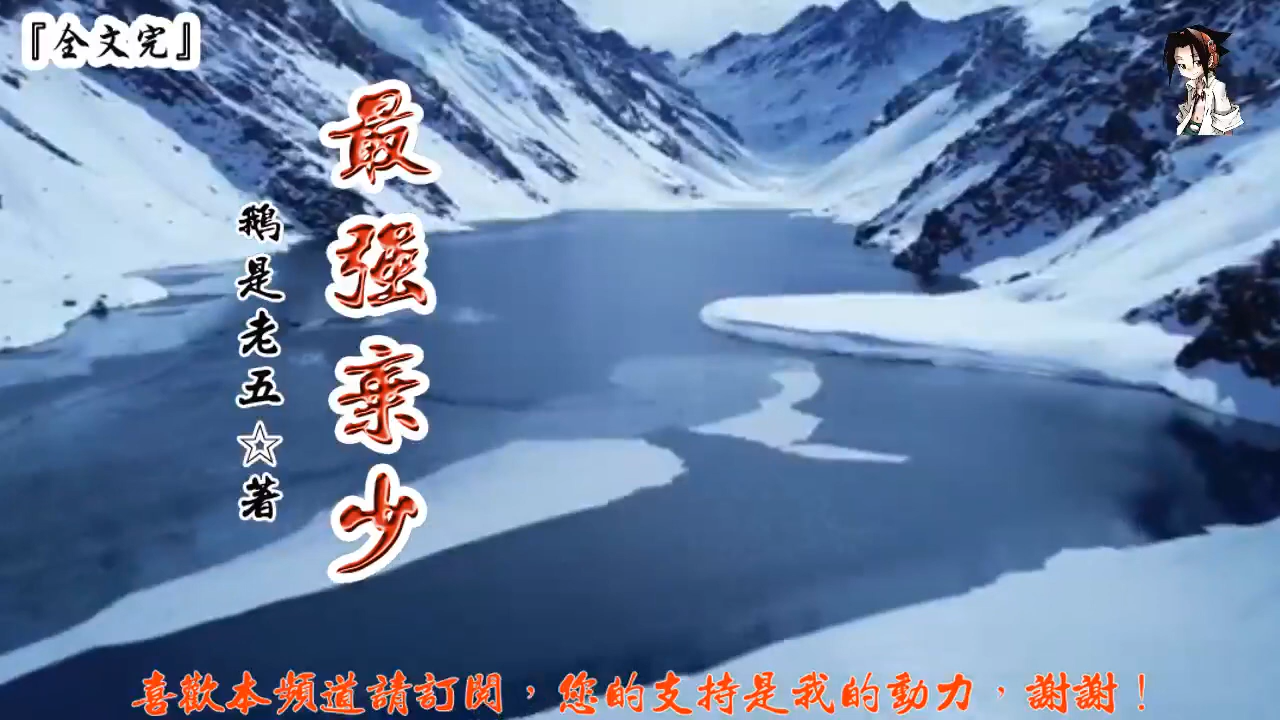 『全文完』
最強棄少
鵝是老五☆著
喜歡本頻道請訂閱，您的支持是我的動力，謝謝！